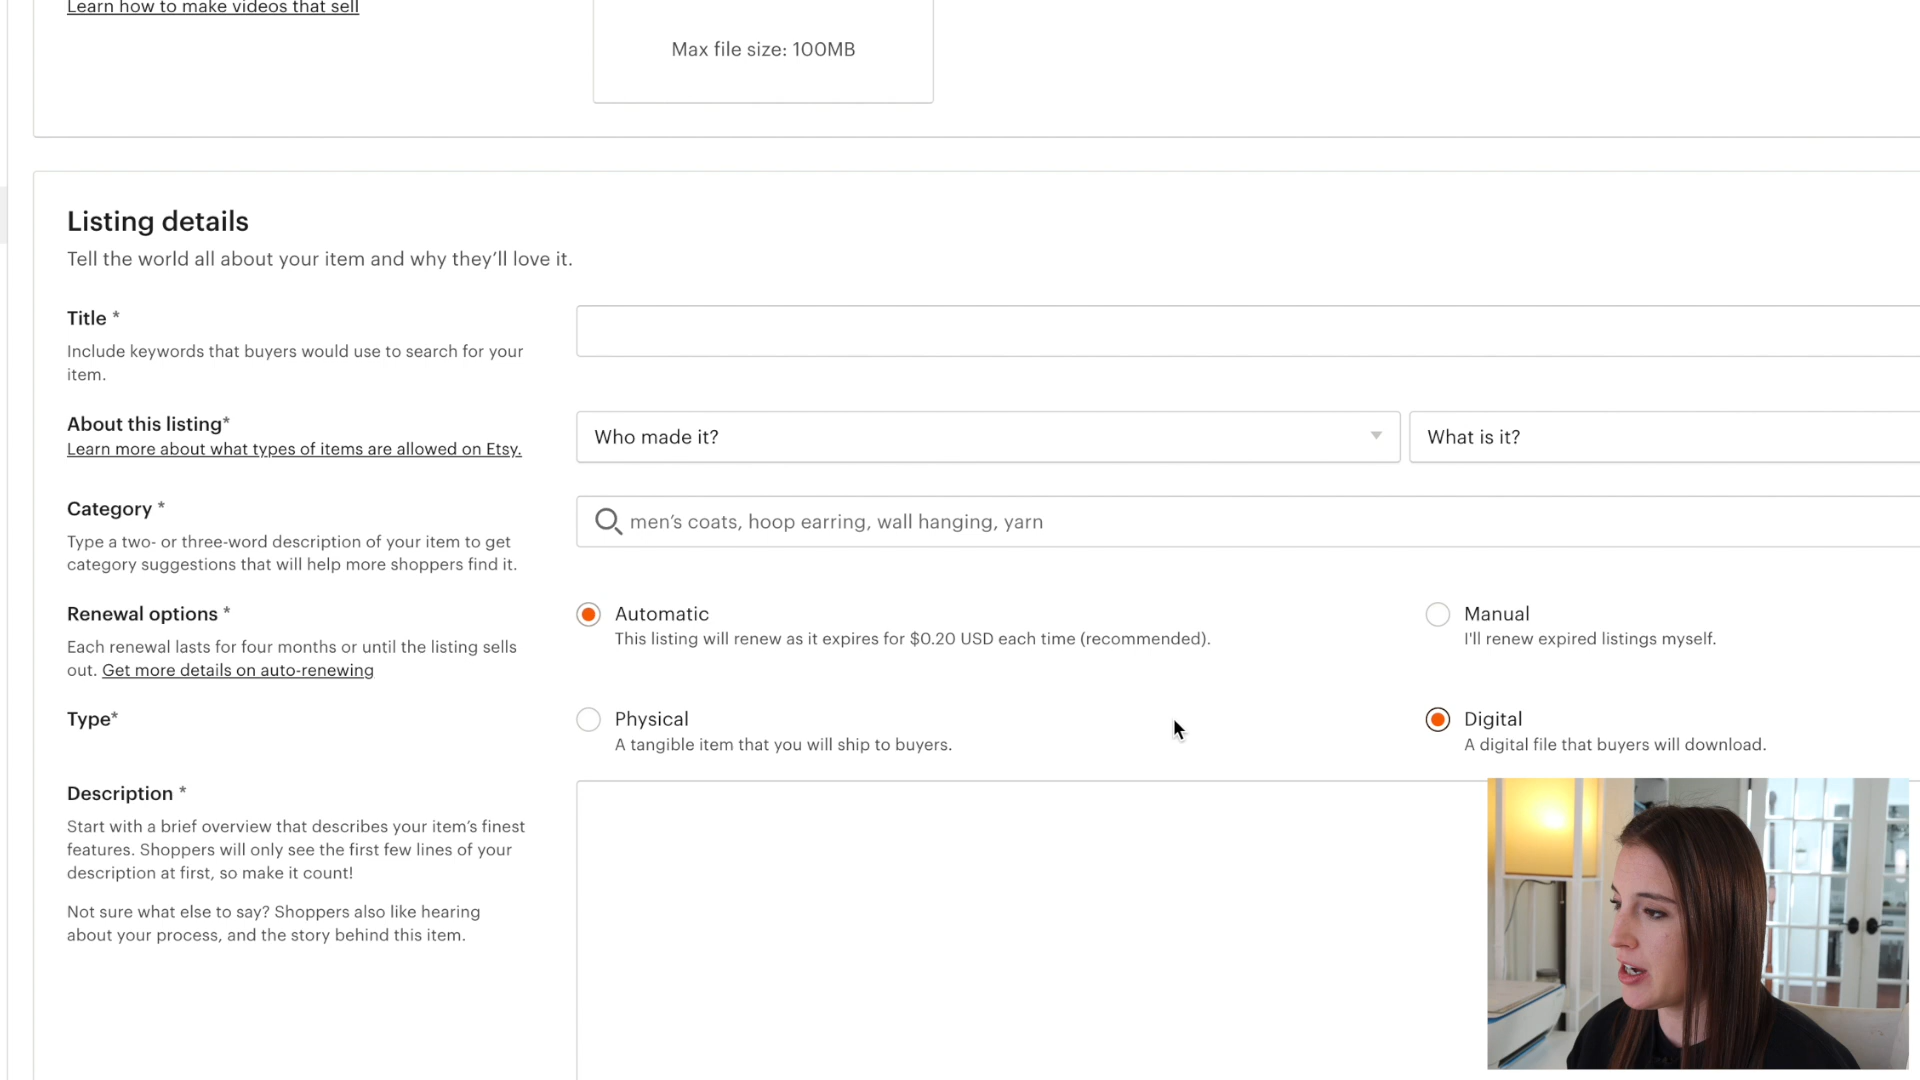 Learn how to make videos that sell
Max file size: 100MB
Listing details
Tell the world all about your item and why they'll love it.
Title *
Include keywords that buyers would use to search for your
item.
About this listing*
Learn more about what types of items are allowed on Etsy.
Who made it?
What is it?
Category *
Type a two- or three-word description of your item to get
category suggestions that will help more shoppers find it.
men's coats, hoop earring, wall hanging, yarn
Renewal options *
Each renewal lasts for four months or until the listing sells
out. Get more details on auto-renewing
Automatic
This listing will renew as it expires for $0.20 USD each time (recommended).
Manual
I'll renew expired listings myself.
Type*
Physical
A tangible item that you will ship to buyers.
Digital
A digital file that buyers will download.
Description *
Start with a brief overview that describes your item's finest
features. Shoppers will only see the first few lines of your
description at first, so make it count!
Not sure what else to say? Shoppers also like hearing
about your process, and the story behind this item.